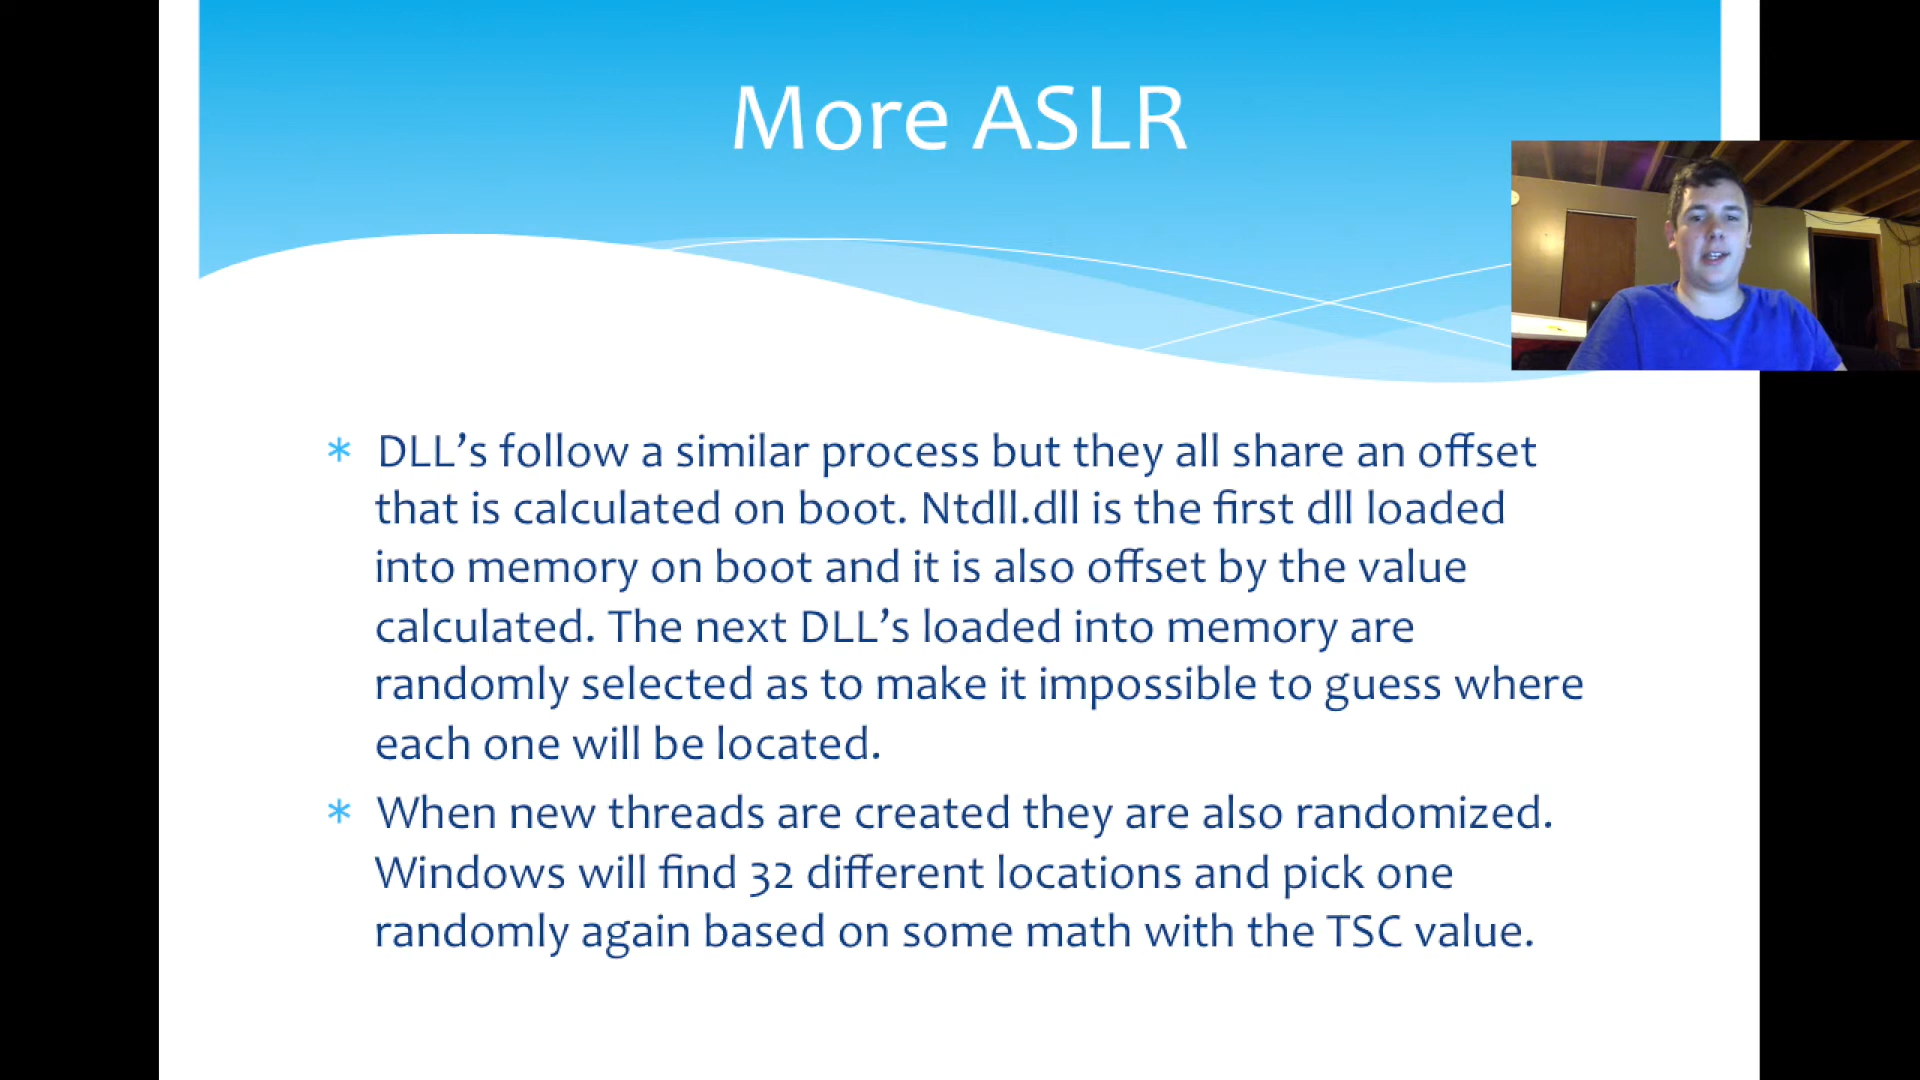 More ASLR
* DLL’s follow a similar process but they all share an offset
that is calculated on boot. Ntdll.dll is the first dll loaded
into memory on boot and it is also offset by the value
calculated. The next DLL’s loaded into memory are
randomly selected as to make it impossible to guess where
each one will be located.
* When new threads are created they are also randomized.
Windows will find 32 different locations and pick one
randomly again based on some math with the TSC value.